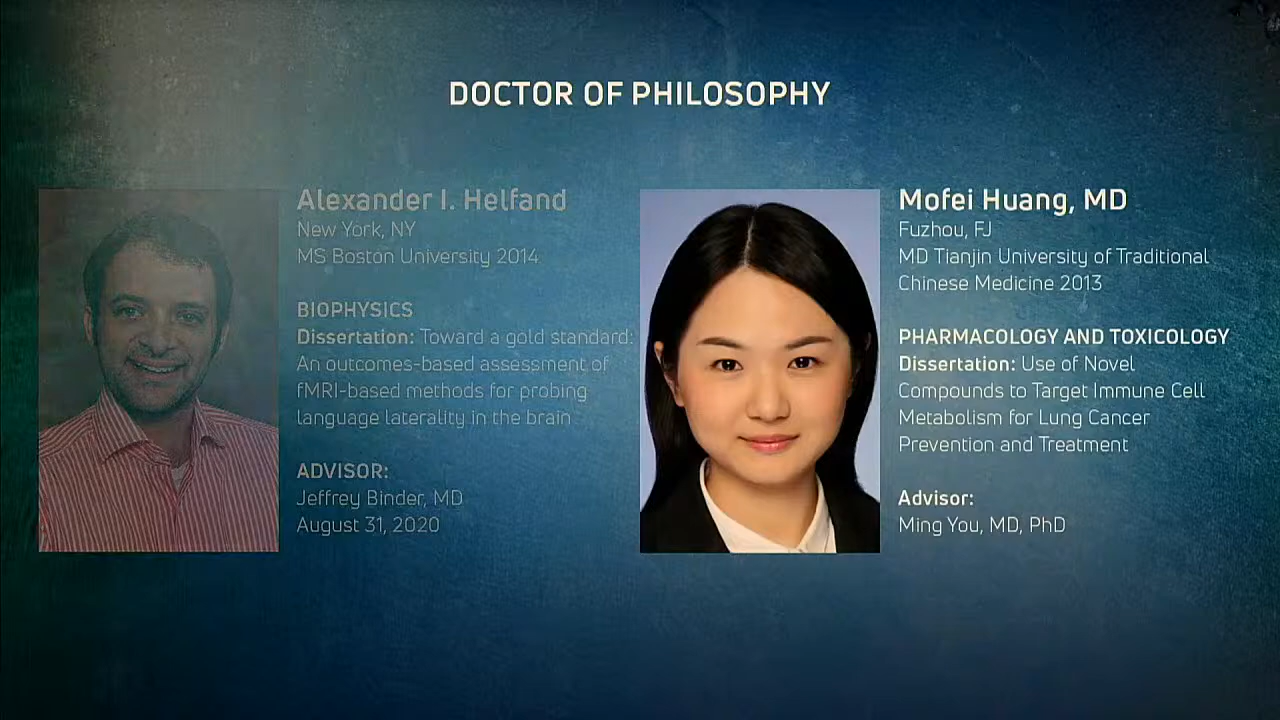 DOCTOR OF PHILOSOPHY
Alexander I. Helfand
New York, NY
MS Boston University 2014
BIOPHYSICS
Dissertation: Toward a gold standard:
An outcomes-based assessment of
fMRI-based methods for probing
language laterality in the brain
ADVISOR:
Jeffrey Binder, MD
August 31, 2020
Mofei Huang, MD
Fuzhou, FJ
MD Tianjin University of Traditional
Chinese Medicine 2013
PHARMACOLOGY AND TOXICOLOGY
Dissertation: Use of Novel
Compounds to Target Immune Cell
Metabolism for Lung Cancer
Prevention and Treatment
Advisor:
Ming You, MD, PhD